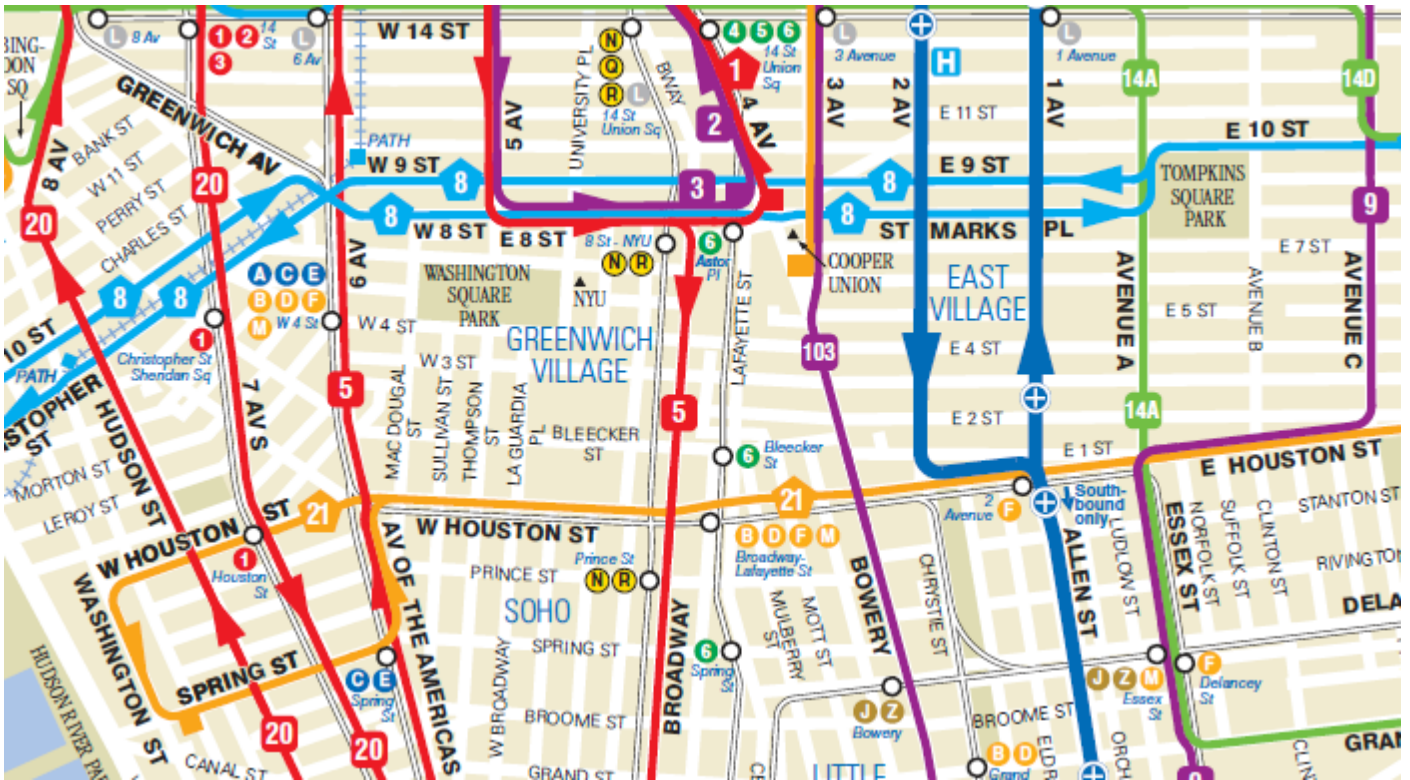 L 8 Av
1 2 3
14 St
L
6 Av
W 14 ST
UNIVERSITY PL
N Q R L
14 St
Union Sq
BWAY
4 5 6
14 St
Union
Sq
1
4 AV
L
3 Avenue
3 AV
2 AV
H
1 AV
L
1 Avenue
14A
14D
BING-
DON
SQ
GREENWICH AV
PATH
5 AV
2
E 11 ST
E 10 ST
8 AV
BANK ST
W 11 ST
PERRY ST
CHARLES ST
20
20
W 9 ST
8
3
8
E 9 ST
TOMPKINS
SQUARE
PARK
9
8
W 8 ST
E 8 ST
8 St - NYU
N R
6
Astor
Pl
8
ST MARKS PL
COOPER
UNION
E 7 ST
6 AV
A C E
B D F
M W 4 St
WASHINGTON
SQUARE
PARK
NYU
LAFAYETTE ST
EAST
VILLAGE
AVENUE A
AVENUE B
AVENUE C
8
8
10 ST
PATH
1
Christopher St
Sheridan Sq
W 4 ST
W 3 ST
GREENWICH
VILLAGE
E 5 ST
E 4 ST
103
STOPHER
ST
HUDSON ST
7 AV S
5
5
MAC DOUGAL
ST
SULLIVAN ST
THOMPSON
ST
LA GUARDIA
PL
BLEECKER
ST
6
Bleecker
St
E 2 ST
14A
E 1 ST
E HOUSTON ST
MORTON ST
LEROY ST
W HOUSTON ST
21
W HOUSTON ST
21
B D F M
Broadway-
Lafayette St
2
Avenue F
South-
bound
only
STANTON ST
1
Houston
St
AV OF THE AMERICAS
PRINCE ST
Prince St
N R
SOHO
BOWERY
CHRYSTIE ST
ALLEN ST
LUDLOW ST
ESSEX ST
NORFOLK ST
SUFFOLK ST
CLINTON ST
RIVINGTON
DELA
WASHINGTON ST
SPRING ST
SPRING ST
BROADWAY
6
Spring
St
MULBERRY
ST
MOTT ST
HUDSON RIVER PAR
C E
Spring
St
W BROADWAY
BROOME ST
J Z
Bowery
J Z M
Essex
St
F
Delancey
St
BROOME ST
20
20
CANAL ST
GRAND ST
LITTLE
B D
Grand
ELDR
ORCH
9
CLIN
GRAN